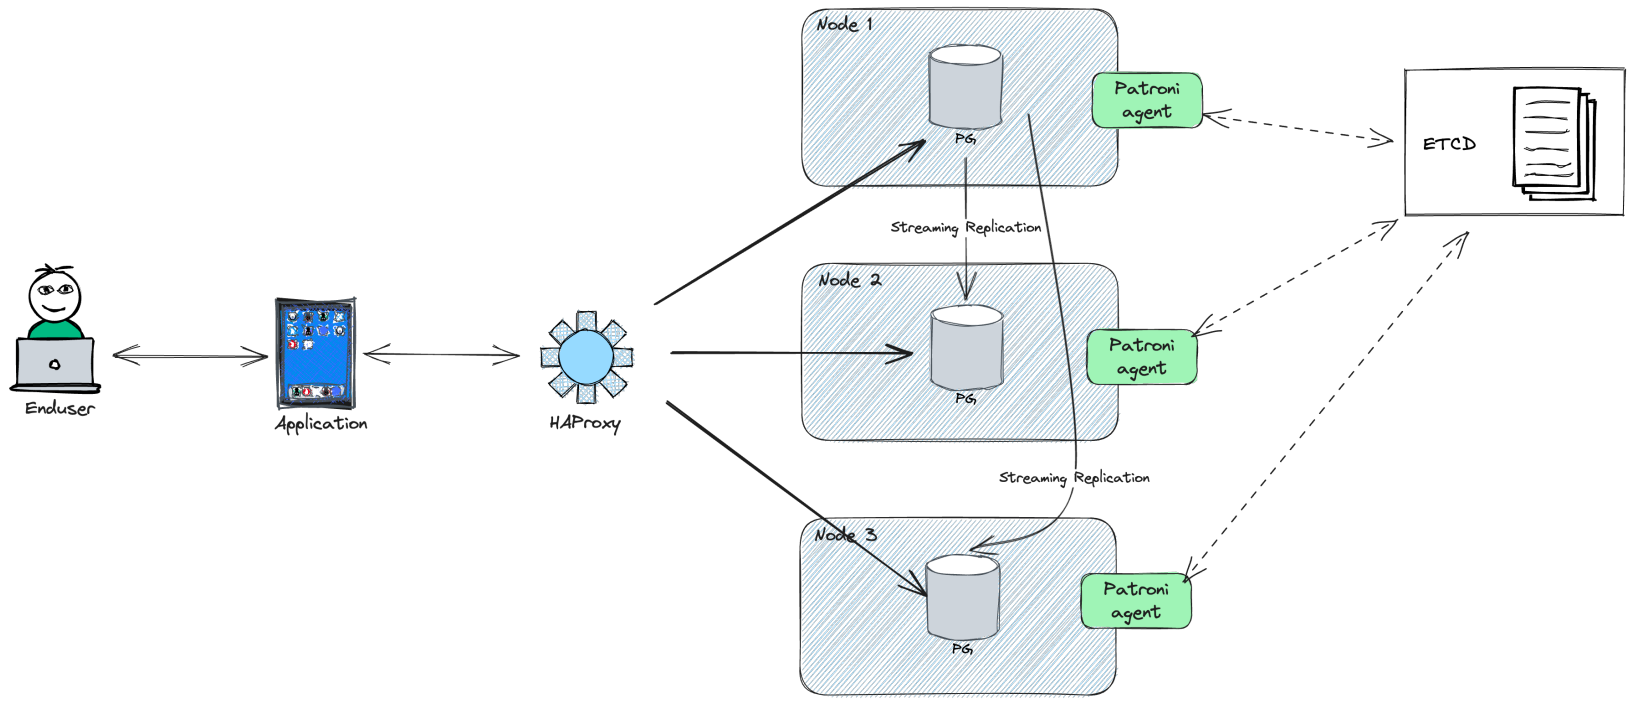 Node 1
PG
Patroni
agent
ETCD
Streaming Replication
Node 2
PG
Patroni
agent
Enduser
Application
HAProxy
Streaming Replication
Node 3
PG
Patroni
agent